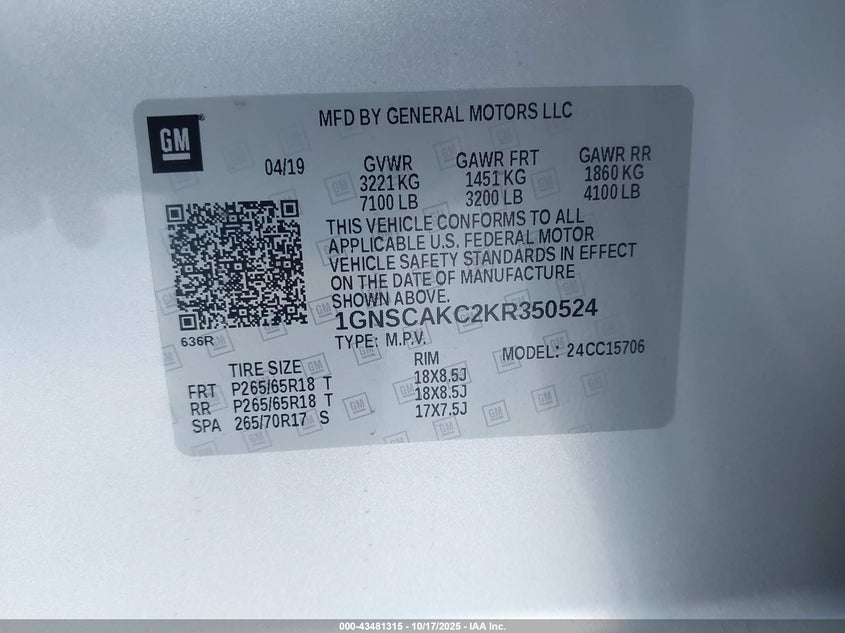 MFD BY GENERAL MOTORS LLC
GM®
04/19
GVWR GAWR FRT GAWR RR
3221 KG 1451 KG 1860 KG
7100 LB 3200 LB 4100 LB
THIS VEHICLE CONFORMS TO ALL
APPLICABLE U.S. FEDERAL MOTOR
VEHICLE SAFETY STANDARDS IN EFFECT
ON THE DATE OF MANUFACTURE
SHOWN ABOVE.
1GNSCAKC2KR350524
636R
TYPE: M.P.V.
MODEL: 24CC15706
TIRE SIZE RIM
FRT P265/65R18 T 18X8.5J
RR P265/65R18 T 18X8.5J
SPA 265/70R17 S 17X7.5J
000-43481315 - 10/17/2025 - IAA Inc.